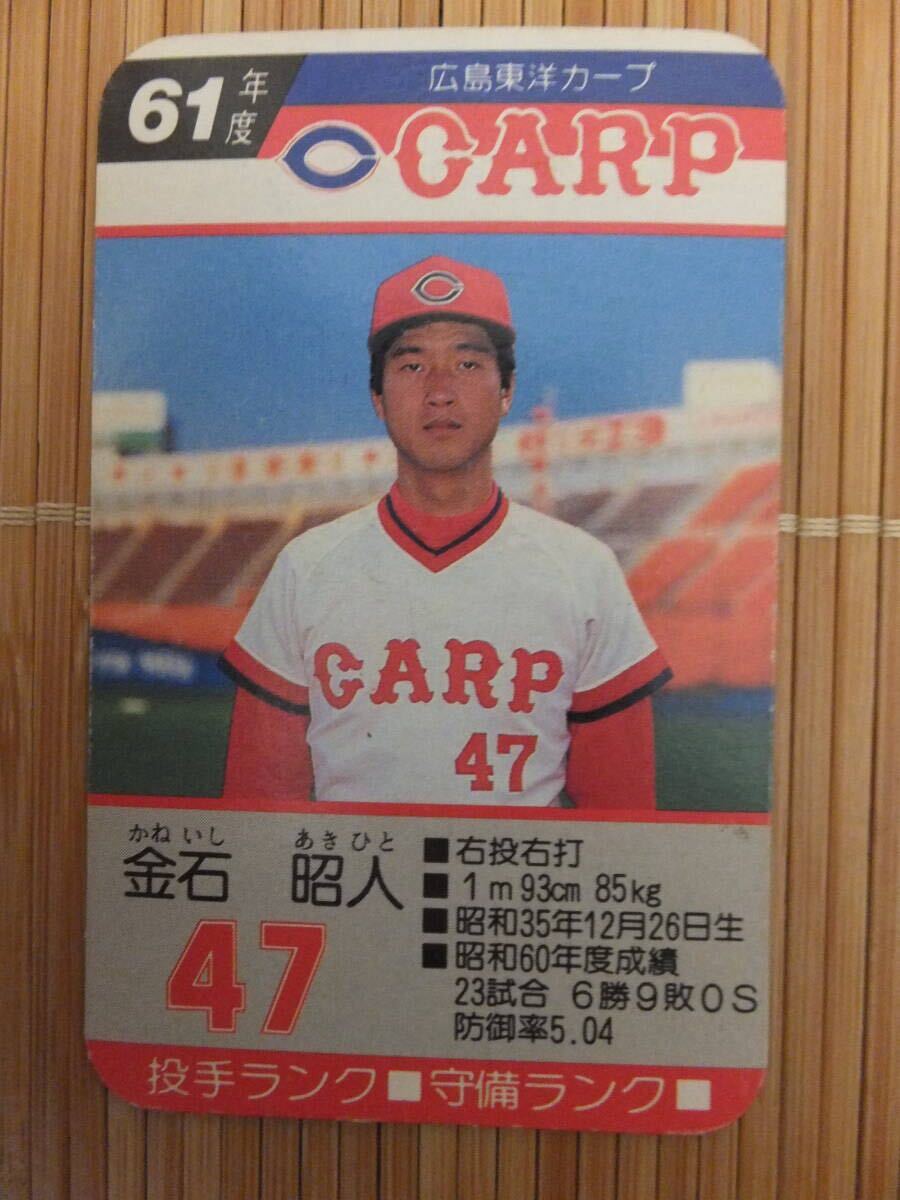 61年度
広島東洋カープ
CARP
CARP
47
かねいし あきひと
金石 昭人
47
■右投右打
■1m93cm 85kg
■昭和35年12月26日生
■昭和60年度成績
23試合 6勝9敗0S
防御率5.04
投手ランク□守備ランク□